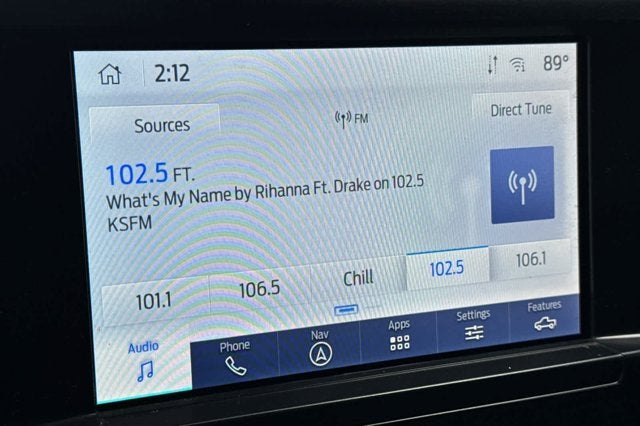 2:12
89°
Sources
FM
Direct Tune
102.5 FT.
What's My Name by Rihanna Ft. Drake on 102.5
KSFM
101.1
106.5
Chill
102.5
106.1
Audio
Phone
Nav
Apps
Settings
Features